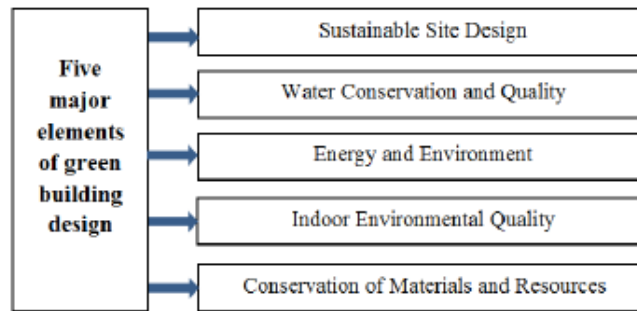 Five
major
elements
of green
building
design
Sustainable Site Design
Water Conservation and Quality
Energy and Environment
Indoor Environmental Quality
Conservation of Materials and Resources